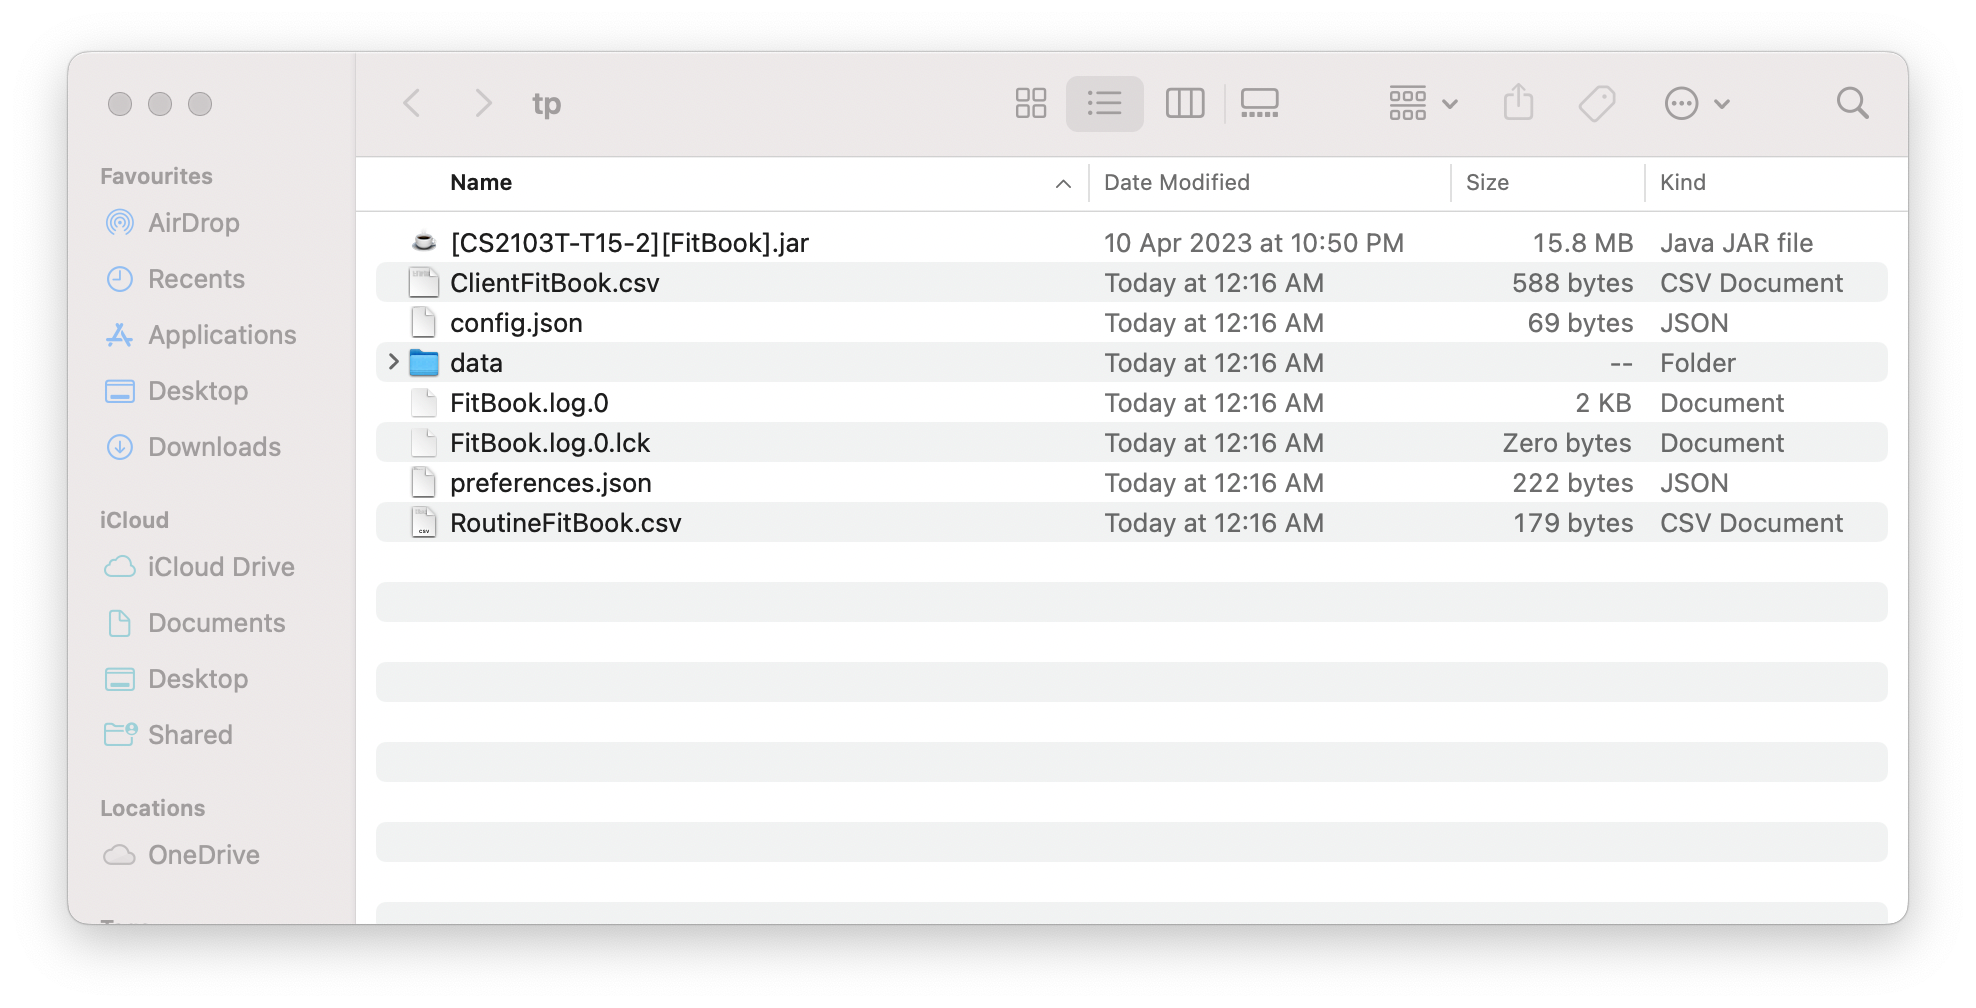 tp
Favourites
AirDrop
Recents
Applications
Desktop
Downloads
iCloud
iCloud Drive
Documents
Desktop
Shared
Locations
OneDrive
Name Date Modified Size Kind
[CS2103T-T15-2][FitBook].jar 10 Apr 2023 at 10:50 PM 15.8 MB Java JAR file
ClientFitBook.csv Today at 12:16 AM 588 bytes CSV Document
config.json Today at 12:16 AM 69 bytes JSON
data Today at 12:16 AM -- Folder
FitBook.log.0 Today at 12:16 AM 2 KB Document
FitBook.log.0.lck Today at 12:16 AM Zero bytes Document
preferences.json Today at 12:16 AM 222 bytes JSON
RoutineFitBook.csv Today at 12:16 AM 179 bytes CSV Document